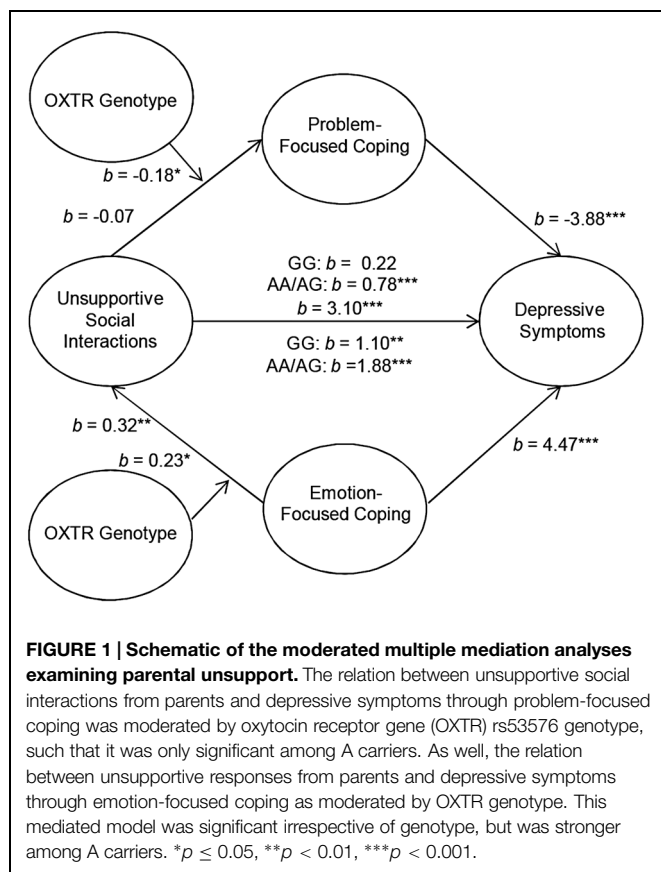 OXTR Genotype
Problem-
Focused Coping
b = -0.18*
b = -0.07
b = -3.88***
GG: b = 0.22
AA/AG: b = 0.78***
b = 3.10***
Unsupportive
Social
Interactions
Depressive
Symptoms
GG: b = 1.10**
AA/AG: b =1.88***
b = 0.32**
b = 0.23*
b = 4.47***
Emotion-
Focused Coping
OXTR Genotype
FIGURE 1 | Schematic of the moderated multiple mediation analyses
examining parental unsupport. The relation between unsupportive social
interactions from parents and depressive symptoms through problem-focused
coping was moderated by oxytocin receptor gene (OXTR) rs53576 genotype,
such that it was only significant among A carriers. As well, the relation
between unsupportive responses from parents and depressive symptoms
through emotion-focused coping as moderated by OXTR genotype. This
mediated model was significant irrespective of genotype, but was stronger
among A carriers. *p ≤ 0.05, **p < 0.01, ***p < 0.001.